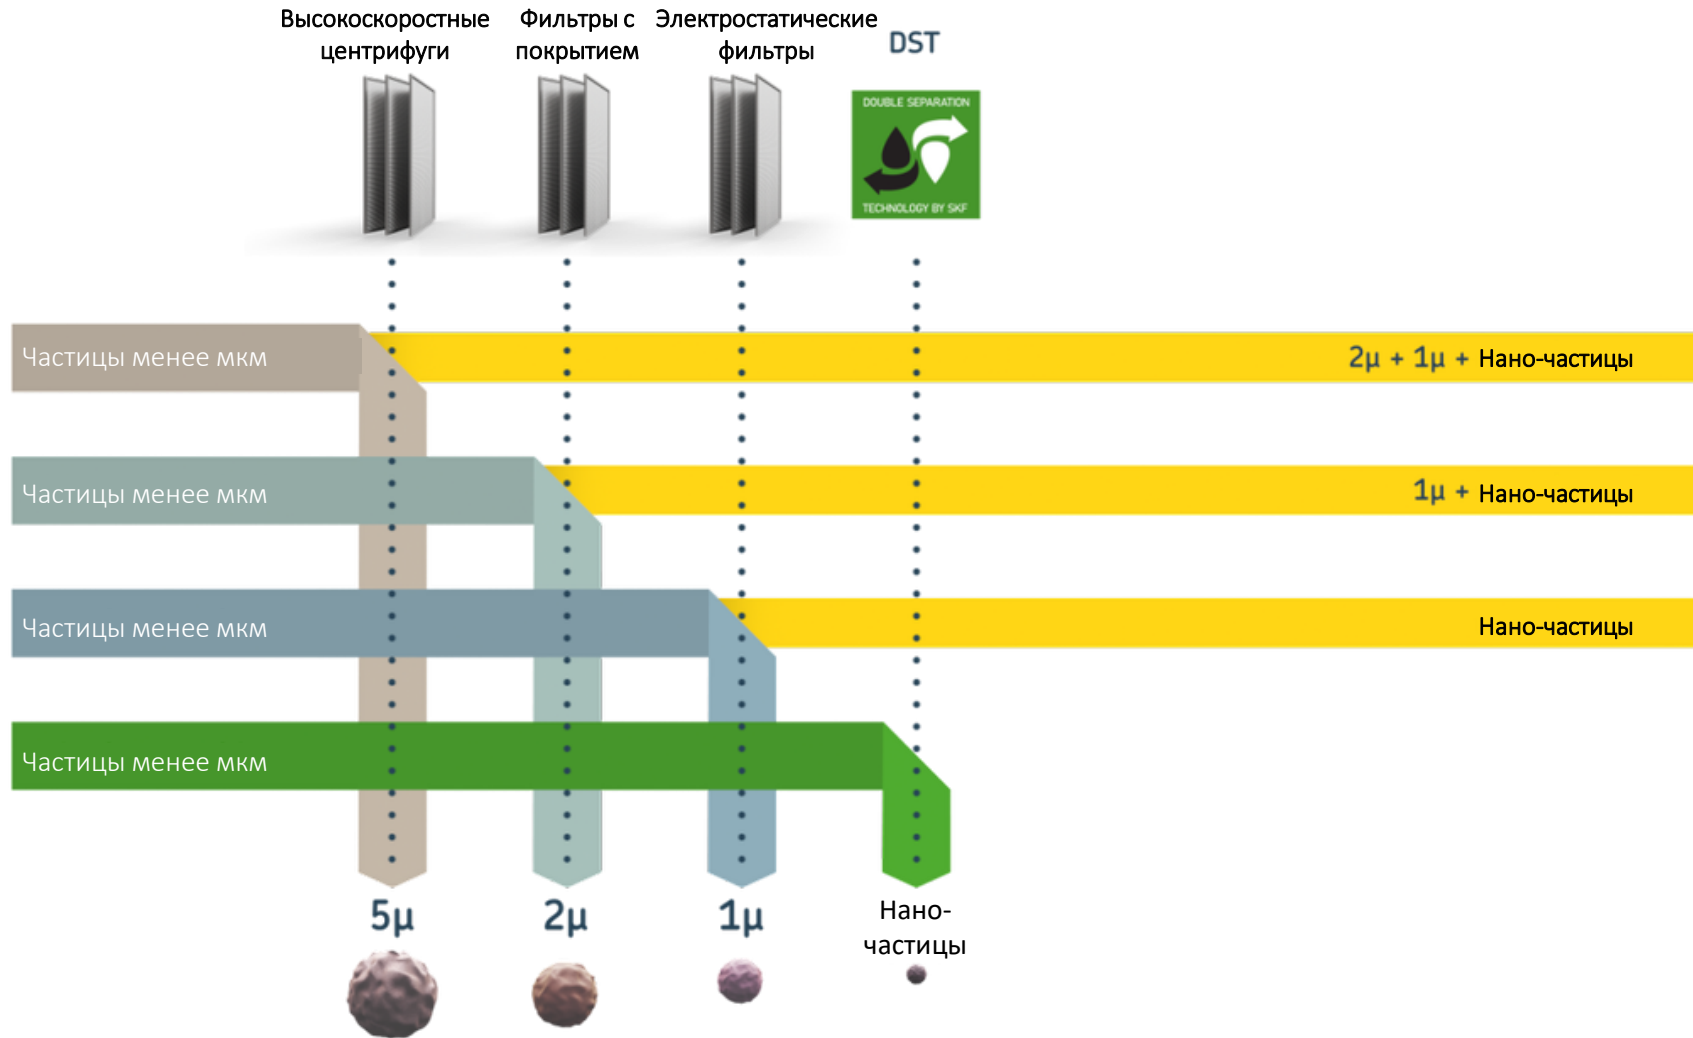 Высокоскоростные
центрифуги
Фильтры с
покрытием
Электростатические
фильтры
DST
DOUBLE SEPARATION
TECHNOLOGY BY SKF
Частицы менее мкм
2μ + 1μ + Нано-частицы
Частицы менее мкм
1μ + Нано-частицы
Частицы менее мкм
Нано-частицы
Частицы менее мкм
5μ
2μ
1μ
Нано-
частицы